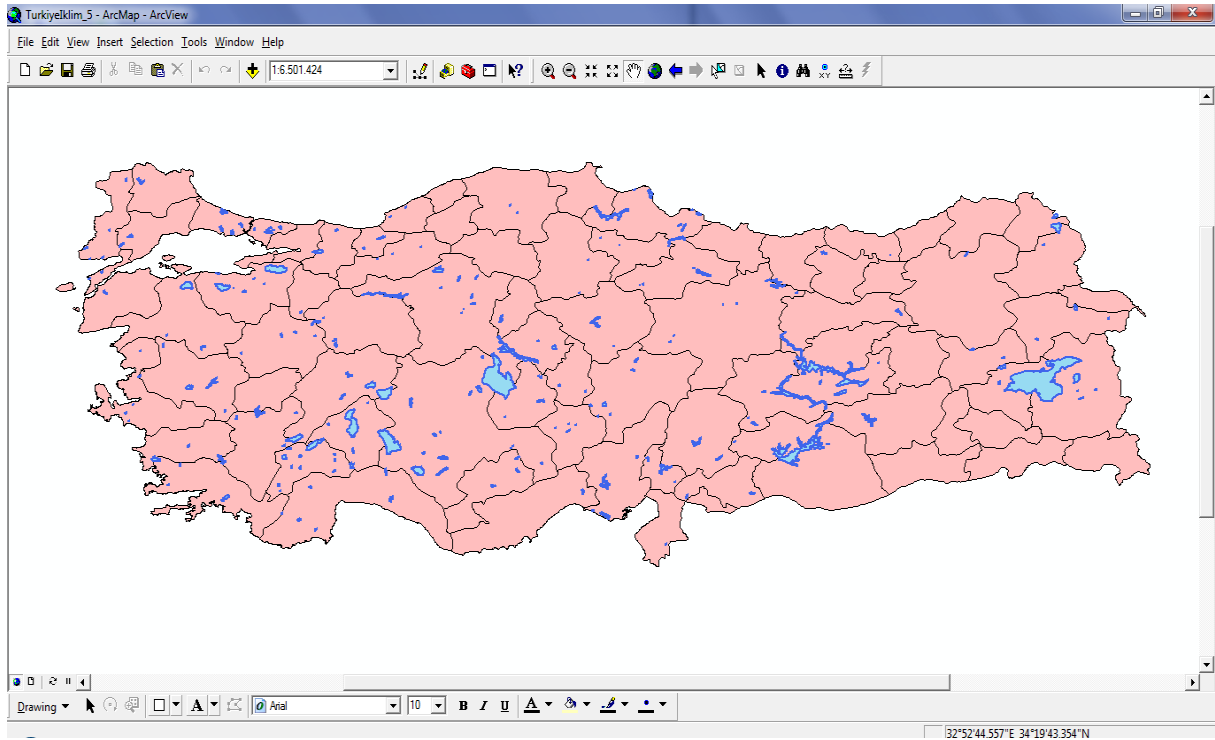 TurkiyeIklim_5 - ArcMap - ArcView
File Edit View Insert Selection Tools Window Help
1:6.501.424
Drawing A Arial 10 B I U A
32°52'44.557"E 34°19'43.354"N